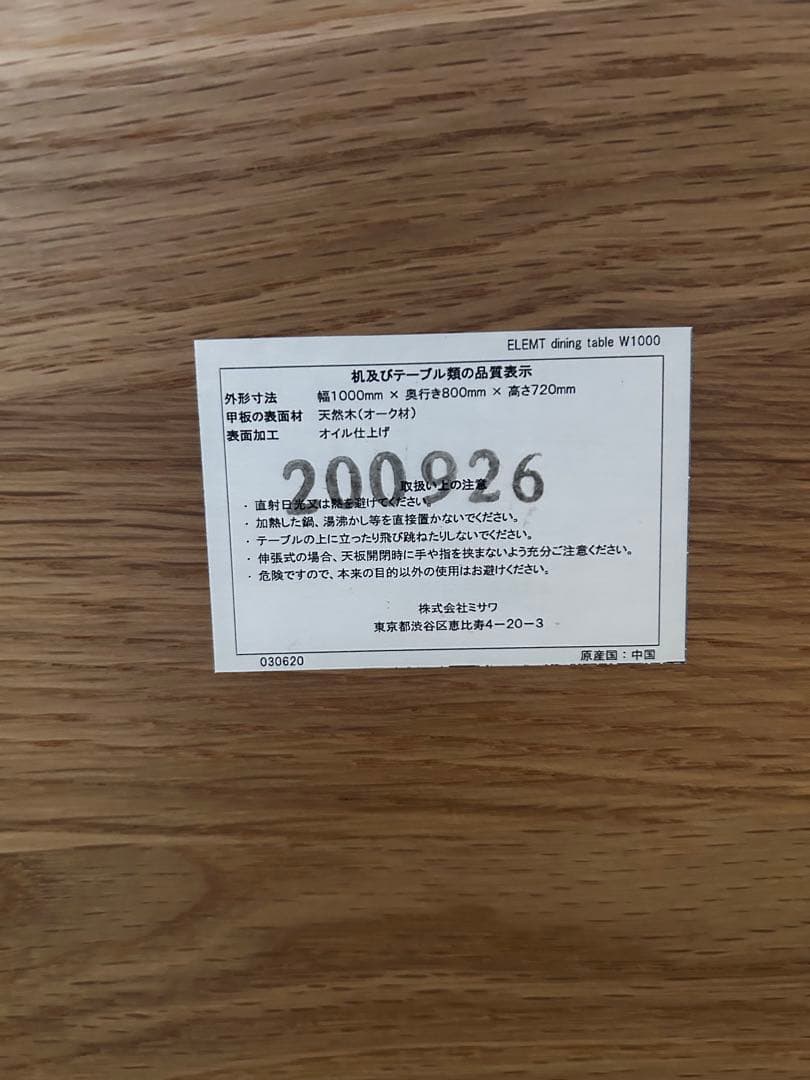 ELEMT dining table W1000
机及びテーブル類の品質表示
外形寸法 幅1000mm × 奥行き800mm × 高さ720mm
甲板の表面材 天然木(オーク材)
表面加工 オイル仕上げ
200926
取扱い上の注意
・ 直射日光又は熱を避けてください。
・ 加熱した鍋、湯沸かし等を直接置かないでください。
・ テーブルの上に立ったり飛び跳ねたりしないでください。
・ 伸張式の場合、天板開閉時に手や指を挟まないよう充分ご注意ください。
・ 危険ですので、本来の目的以外の使用はお避けください。
株式会社ミサワ
東京都渋谷区恵比寿4-20-3
030620 原産国:中国